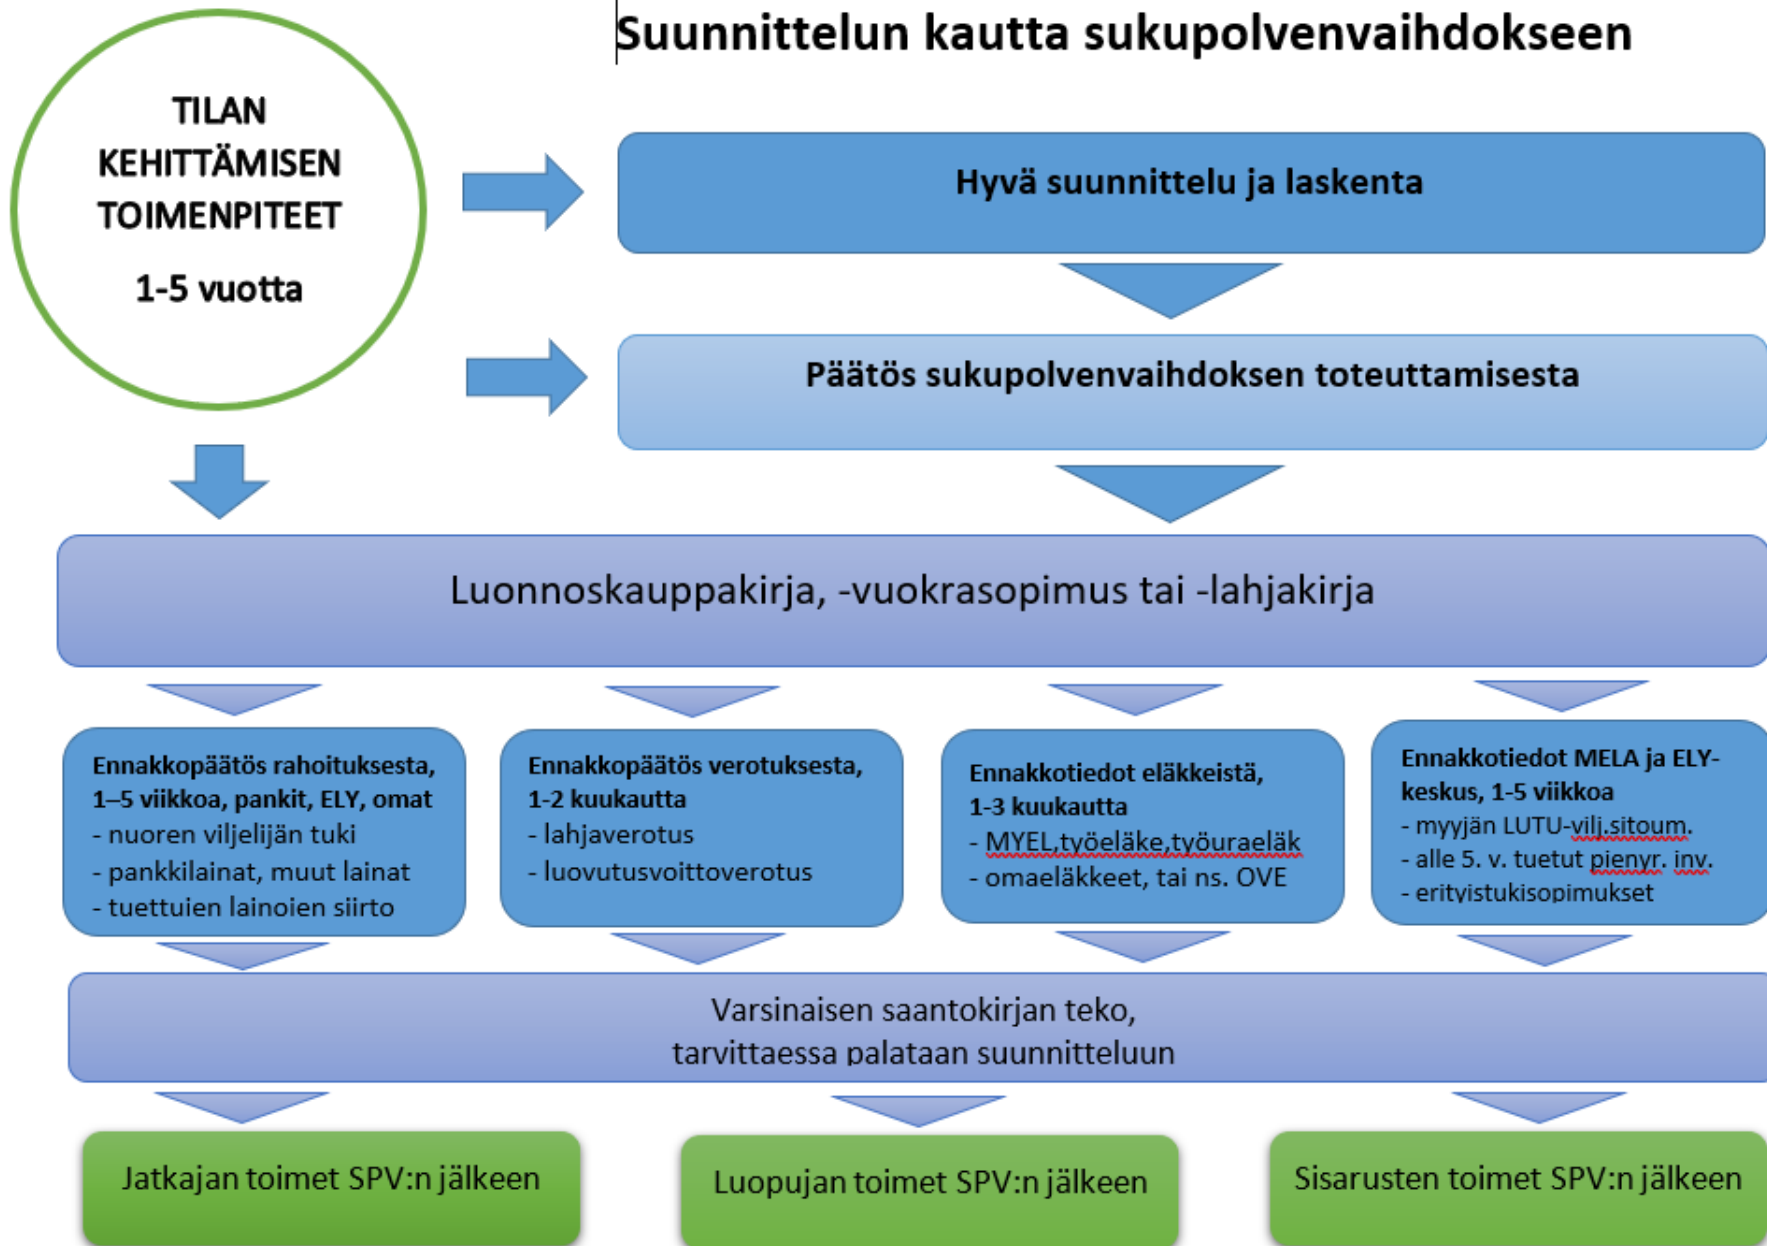 Suunnittelun kautta sukupolvenvaihdokseen
TILAN
KEHITTÄMISEN
TOIMENPITEET
1-5 vuotta
Hyvä suunnittelu ja laskenta
Päätös sukupolvenvaihdoksen toteuttamisesta
Luonnoskauppakirja, -vuokrasopimus tai -lahjakirja
Ennakkopäätös rahoituksesta,
1–5 viikkoa, pankit, ELY, omat
- nuoren viljelijän tuki
- pankkilainat, muut lainat
- tuettuien lainoien siirto
Ennakkopäätös verotuksesta,
1-2 kuukautta
- lahjaverotus
- luovutusvoittoverotus
Ennakkotiedot eläkkeistä,
1-3 kuukautta
- MYEL,työeläke,työuraeläk
- omaeläkkeet, tai ns. OVE
Ennakkotiedot MELA ja ELY-
keskus, 1-5 viikkoa
- myyjän LUTU-vilj.sitoum.
- alle 5. v. tuetut pienyr. inv.
- erityistukisopimukset
Varsinaisen saantokirjan teko,
tarvittaessa palataan suunnitteluun
Jatkajan toimet SPV:n jälkeen
Luopujan toimet SPV:n jälkeen
Sisarusten toimet SPV:n jälkeen